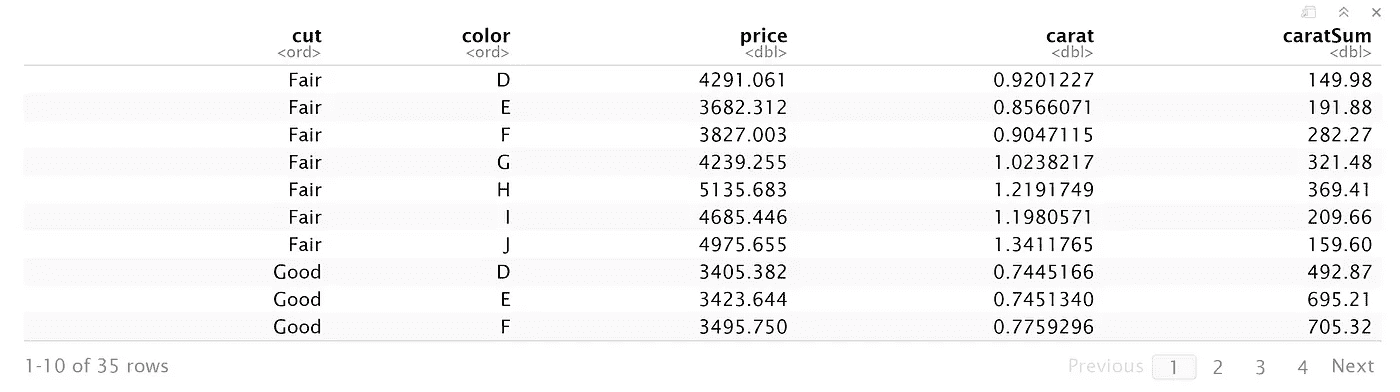 cut color price carat caratSum
<ord> <ord> <dbl> <dbl> <dbl>
Fair D 4291.061 0.9201227 149.98
Fair E 3682.312 0.8566071 191.88
Fair F 3827.003 0.9047115 282.27
Fair G 4239.255 1.0238217 321.48
Fair H 5135.683 1.2191749 369.41
Fair I 4685.446 1.1980571 209.66
Fair J 4975.655 1.3411765 159.60
Good D 3405.382 0.7445166 492.87
Good E 3423.644 0.7451340 695.21
Good F 3495.750 0.7759296 705.32
1-10 of 35 rows Previous 1 2 3 4 Next